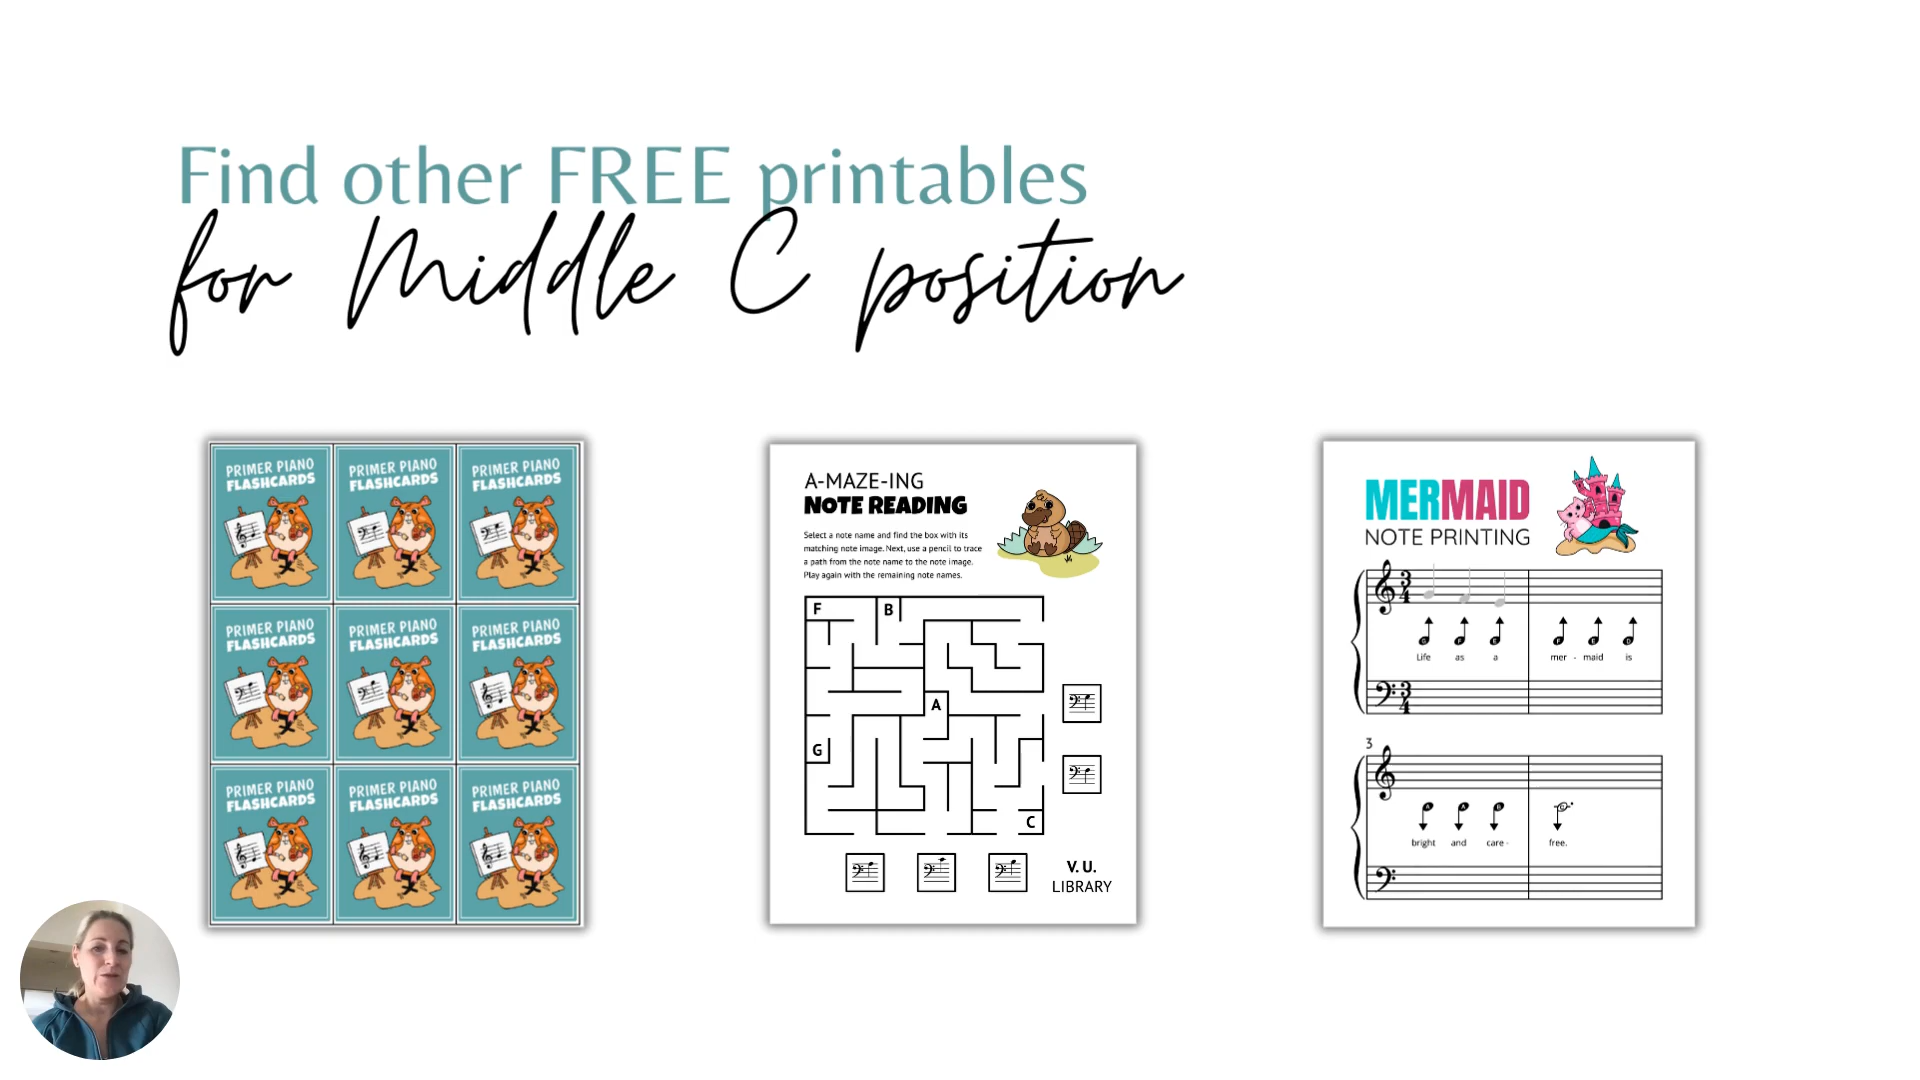 Find other FREE printables
for Middle C position
PRIMER PIANO
FLASHCARDS
PRIMER PIANO
FLASHCARDS
PRIMER PIANO
FLASHCARDS
PRIMER PIANO
FLASHCARDS
PRIMER PIANO
FLASHCARDS
PRIMER PIANO
FLASHCARDS
PRIMER PIANO
FLASHCARDS
PRIMER PIANO
FLASHCARDS
PRIMER PIANO
FLASHCARDS
A-MAZE-ING
NOTE READING
Select a note name and find the box with its
matching note image. Next, use a pencil to trace
a path from the note name to the note image.
Play again with the remaining note names.
F B
A
G
C
V. U.
LIBRARY
MERMAID
NOTE PRINTING
3
4
G F E F E D
Life as a mer - maid is
3
4
3
A A B C
bright and care - free.